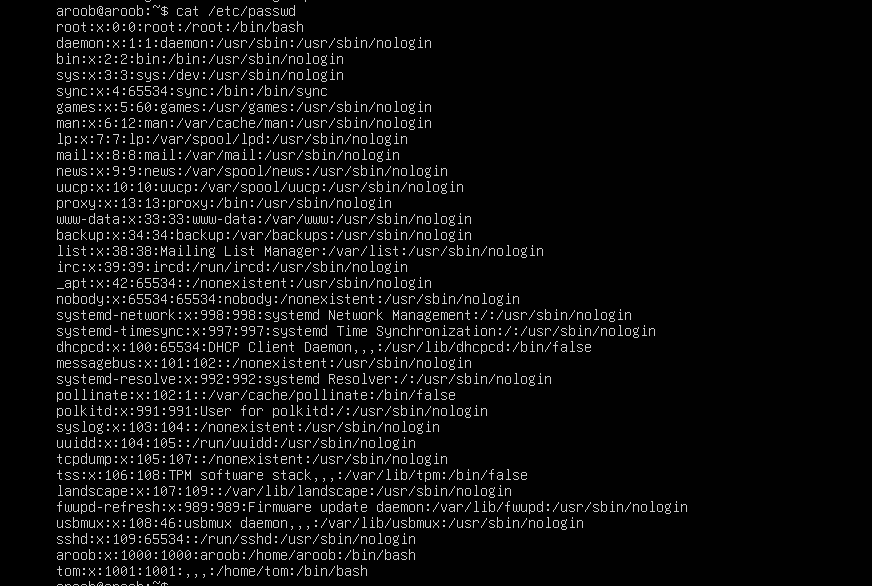 aroob@aroob:~$ cat /etc/passwd
root:x:0:0:root:/root:/bin/bash
daemon:x:1:1:daemon:/usr/sbin:/usr/sbin/nologin
bin:x:2:2:bin:/bin:/usr/sbin/nologin
sys:x:3:3:sys:/dev:/usr/sbin/nologin
sync:x:4:65534:sync:/bin:/bin/sync
games:x:5:60:games:/usr/games:/usr/sbin/nologin
man:x:6:12:man:/var/cache/man:/usr/sbin/nologin
lp:x:7:7:lp:/var/spool/lpd:/usr/sbin/nologin
mail:x:8:8:mail:/var/mail:/usr/sbin/nologin
news:x:9:9:news:/var/spool/news:/usr/sbin/nologin
uucp:x:10:10:uucp:/var/spool/uucp:/usr/sbin/nologin
proxy:x:13:13:proxy:/bin:/usr/sbin/nologin
www-data:x:33:33:www-data:/var/www:/usr/sbin/nologin
backup:x:34:34:backup:/var/backups:/usr/sbin/nologin
list:x:38:38:Mailing List Manager:/var/list:/usr/sbin/nologin
irc:x:39:39:ircd:/run/ircd:/usr/sbin/nologin
_apt:x:42:65534::/nonexistent:/usr/sbin/nologin
nobody:x:65534:65534:nobody:/nonexistent:/usr/sbin/nologin
systemd-network:x:998:998:systemd Network Management:/:/usr/sbin/nologin
systemd-timesync:x:997:997:systemd Time Synchronization:/:/usr/sbin/nologin
dhcpcd:x:100:65534:DHCP Client Daemon,,,:/usr/lib/dhcpcd:/bin/false
messagebus:x:101:102::/nonexistent:/usr/sbin/nologin
systemd-resolve:x:992:992:systemd Resolver:/:/usr/sbin/nologin
pollinate:x:102:1::/var/cache/pollinate:/bin/false
polkitd:x:991:991:User for polkitd:/:/usr/sbin/nologin
syslog:x:103:104::/nonexistent:/usr/sbin/nologin
uuidd:x:104:105::/run/uuidd:/usr/sbin/nologin
tcpdump:x:105:107::/nonexistent:/usr/sbin/nologin
tss:x:106:108:TPM software stack,,,:/var/lib/tpm:/bin/false
landscape:x:107:109::/var/lib/landscape:/usr/sbin/nologin
fwupd-refresh:x:989:989:Firmware update daemon:/var/lib/fwupd:/usr/sbin/nologin
usbmux:x:108:46:usbmux daemon,,,:/var/lib/usbmux:/usr/sbin/nologin
sshd:x:109:65534::/run/sshd:/usr/sbin/nologin
aroob:x:1000:1000:aroob:/home/aroob:/bin/bash
tom:x:1001:1001:,,,:/home/tom:/bin/bash
aroob@aroob:~$